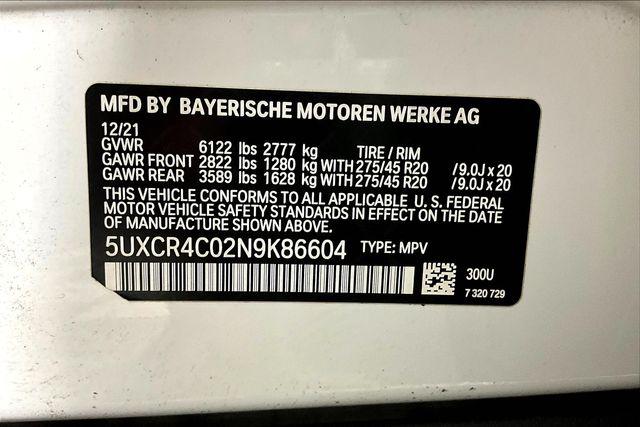 MFD BY BAYERISCHE MOTOREN WERKE AG
12/21
GVWR 6122 lbs 2777 kg TIRE / RIM
GAWR FRONT 2822 lbs 1280 kg WITH 275/45 R20 / 9.0J x 20
GAWR REAR 3589 lbs 1628 kg WITH 275/45 R20 / 9.0J x 20
THIS VEHICLE CONFORMS TO ALL APPLICABLE U. S. FEDERAL
MOTOR VEHICLE SAFETY STANDARDS IN EFFECT ON THE DATE
OF MANUFACTURE SHOWN ABOVE.
5UXCR4C02N9K86604 TYPE: MPV
300U
7 320 729